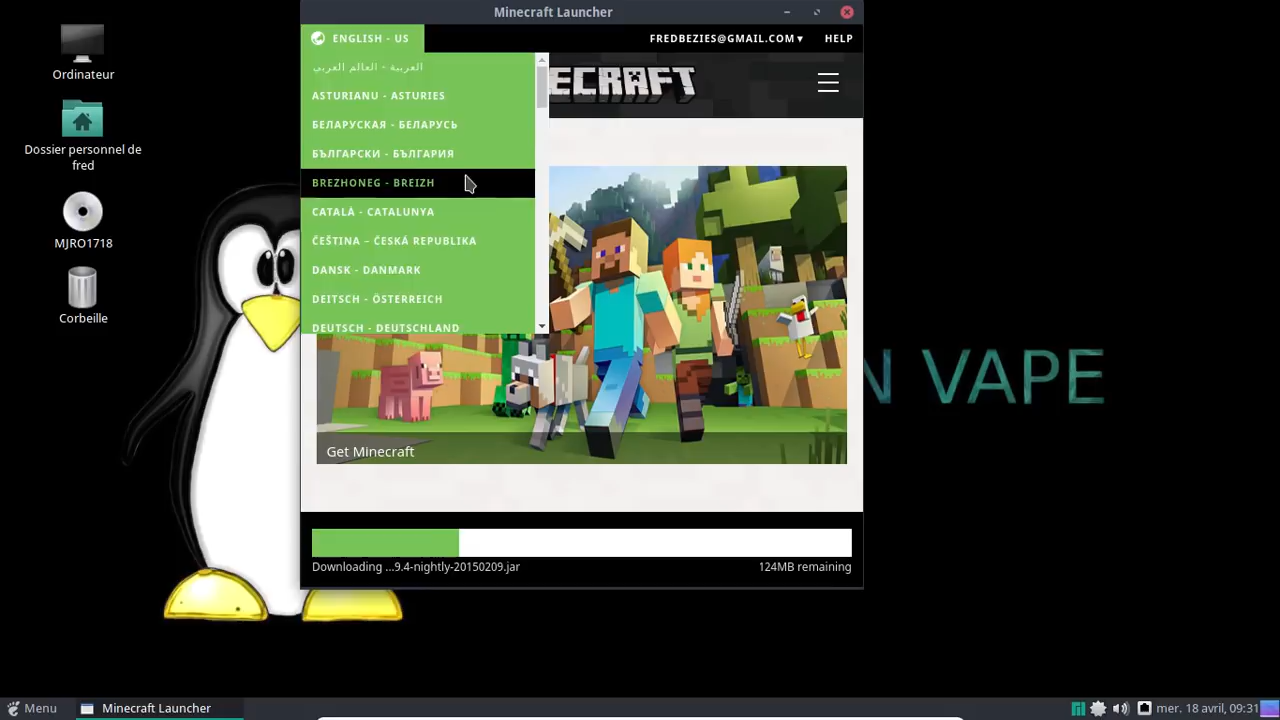 Minecraft Launcher
ENGLISH - US
FREDBEZIES@GMAIL.COM ▾
HELP
العربية - العالم العربي
ASTURIANU - ASTURIES
БЕЛАРУСКАЯ - БЕЛАРУСЬ
БЪЛГАРСКИ - БЪЛГАРИЯ
BREZHONEG - BREIZH
CATALÀ - CATALUNYA
ČEŠTINA – ČESKÁ REPUBLIKA
DANSK - DANMARK
DEITSCH - ÖSTERREICH
DEUTSCH - DEUTSCHLAND
Get Minecraft
Downloading ...9.4-nightly-20150209.jar
124MB remaining
Ordinateur
Dossier personnel de
fred
MJRO1718
Corbeille
VAPE
Menu
Minecraft Launcher
mer. 18 avril, 09:31